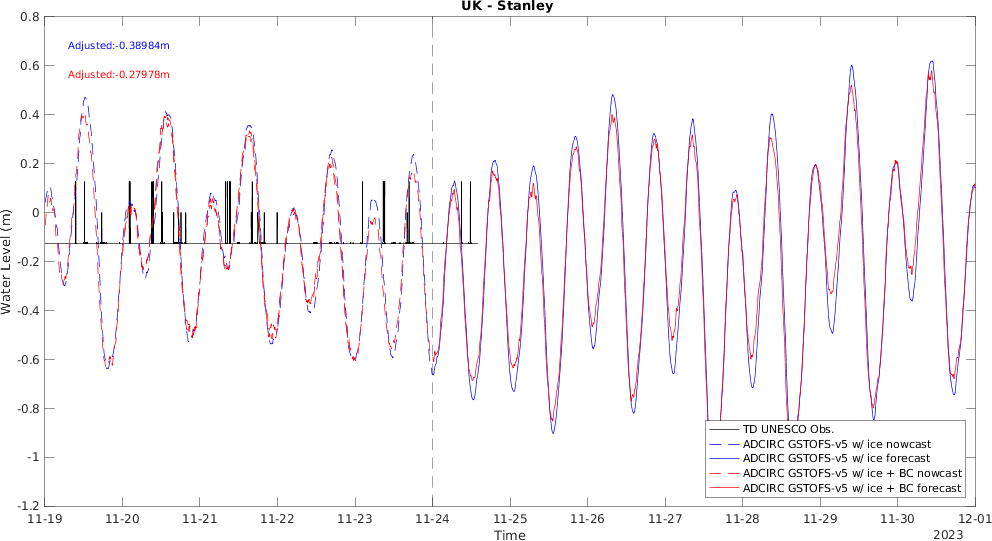 UK - Stanley
Adjusted:-0.38984m
Adjusted:-0.27978m
Water Level (m)
0.8
0.6
0.4
0.2
0
-0.2
-0.4
-0.6
-0.8
-1
-1.2
TD UNESCO Obs.
ADCIRC GSTOFS-v5 w/ ice nowcast
ADCIRC GSTOFS-v5 w/ ice forecast
ADCIRC GSTOFS-v5 w/ ice + BC nowcast
ADCIRC GSTOFS-v5 w/ ice + BC forecast
11-19 11-20 11-21 11-22 11-23 11-24 11-25 11-26 11-27 11-28 11-29 11-30 12-01
Time
2023